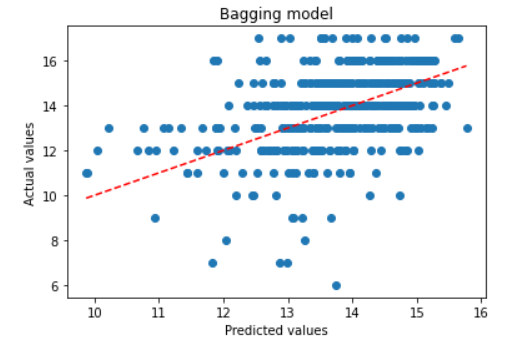 Bagging model
Actual values
16
14
12
10
8
6
10 11 12 13 14 15 16
Predicted values